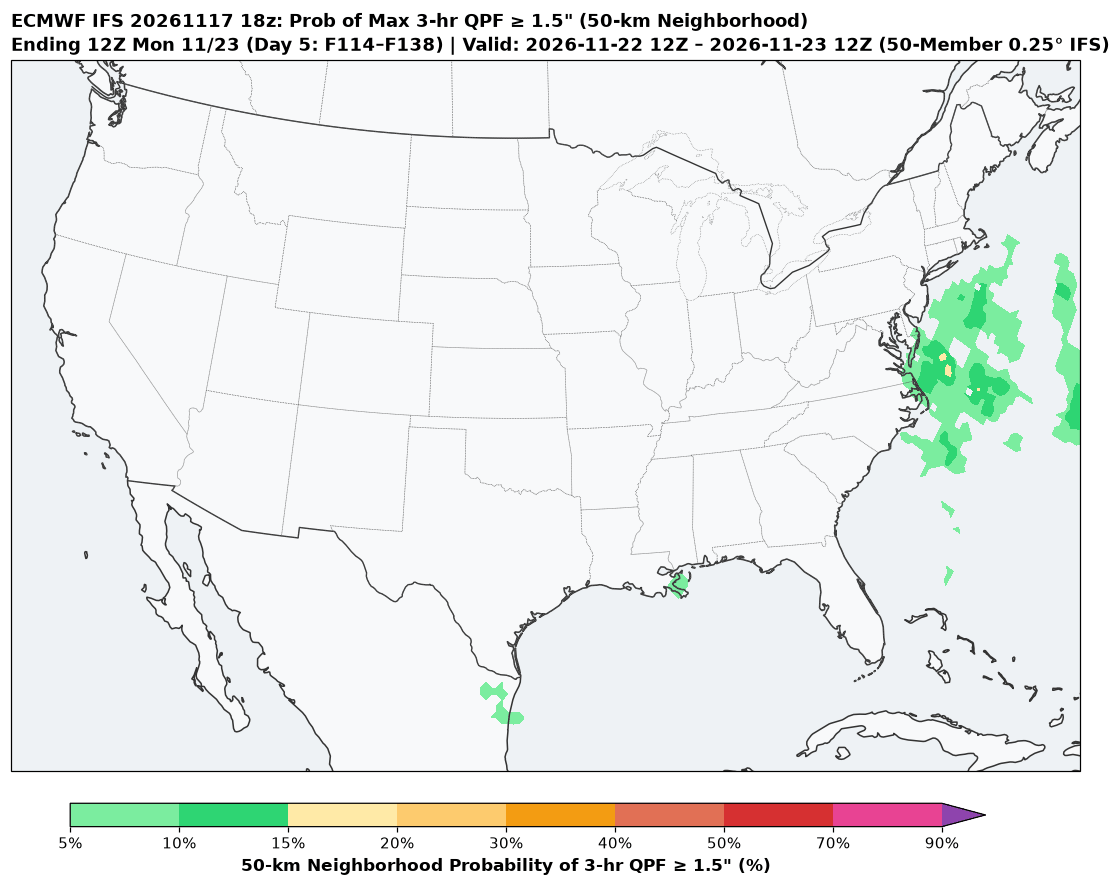 ECMWF IFS 20261117 18z: Prob of Max 3-hr QPF ≥ 1.5" (50-km Neighborhood)
Ending 12Z Mon 11/23 (Day 5: F114–F138) | Valid: 2026-11-22 12Z – 2026-11-23 12Z (50-Member 0.25° IFS)
5% 10% 15% 20% 30% 40% 50% 70% 90%
50-km Neighborhood Probability of 3-hr QPF ≥ 1.5" (%)